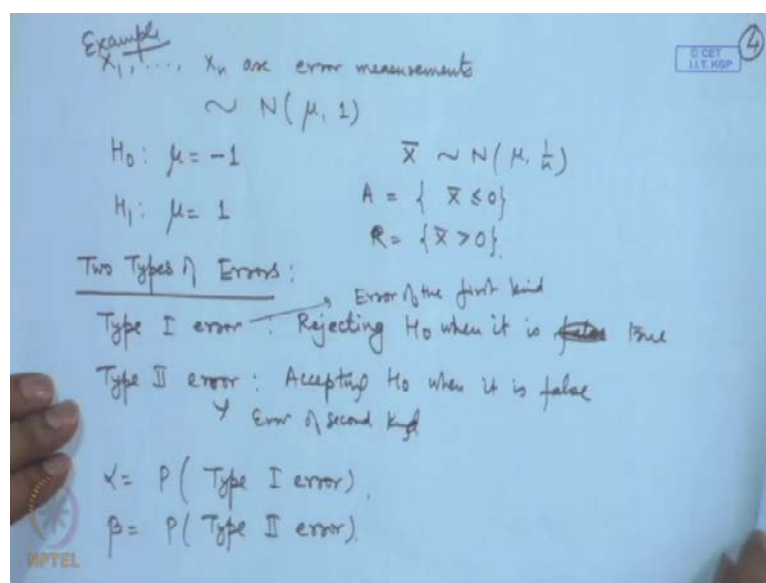 Example
X₁, ..., Xₙ are error measurements
~ N(μ, 1)
H₀: μ = -1
X̄ ~ N(μ, 1/n)
H₁: μ = 1
A = { X̄ ≤ 0}
R = {X̄ > 0}.
Two Types of Errors:
Error of the first kind
Type I error : Rejecting H₀ when it is false true
Type II error : Accepting H₀ when it is false
Error of second kind
α = P( Type I error),
β = P( Type II error).
© CET
I.I.T. KGP
4
NPTEL